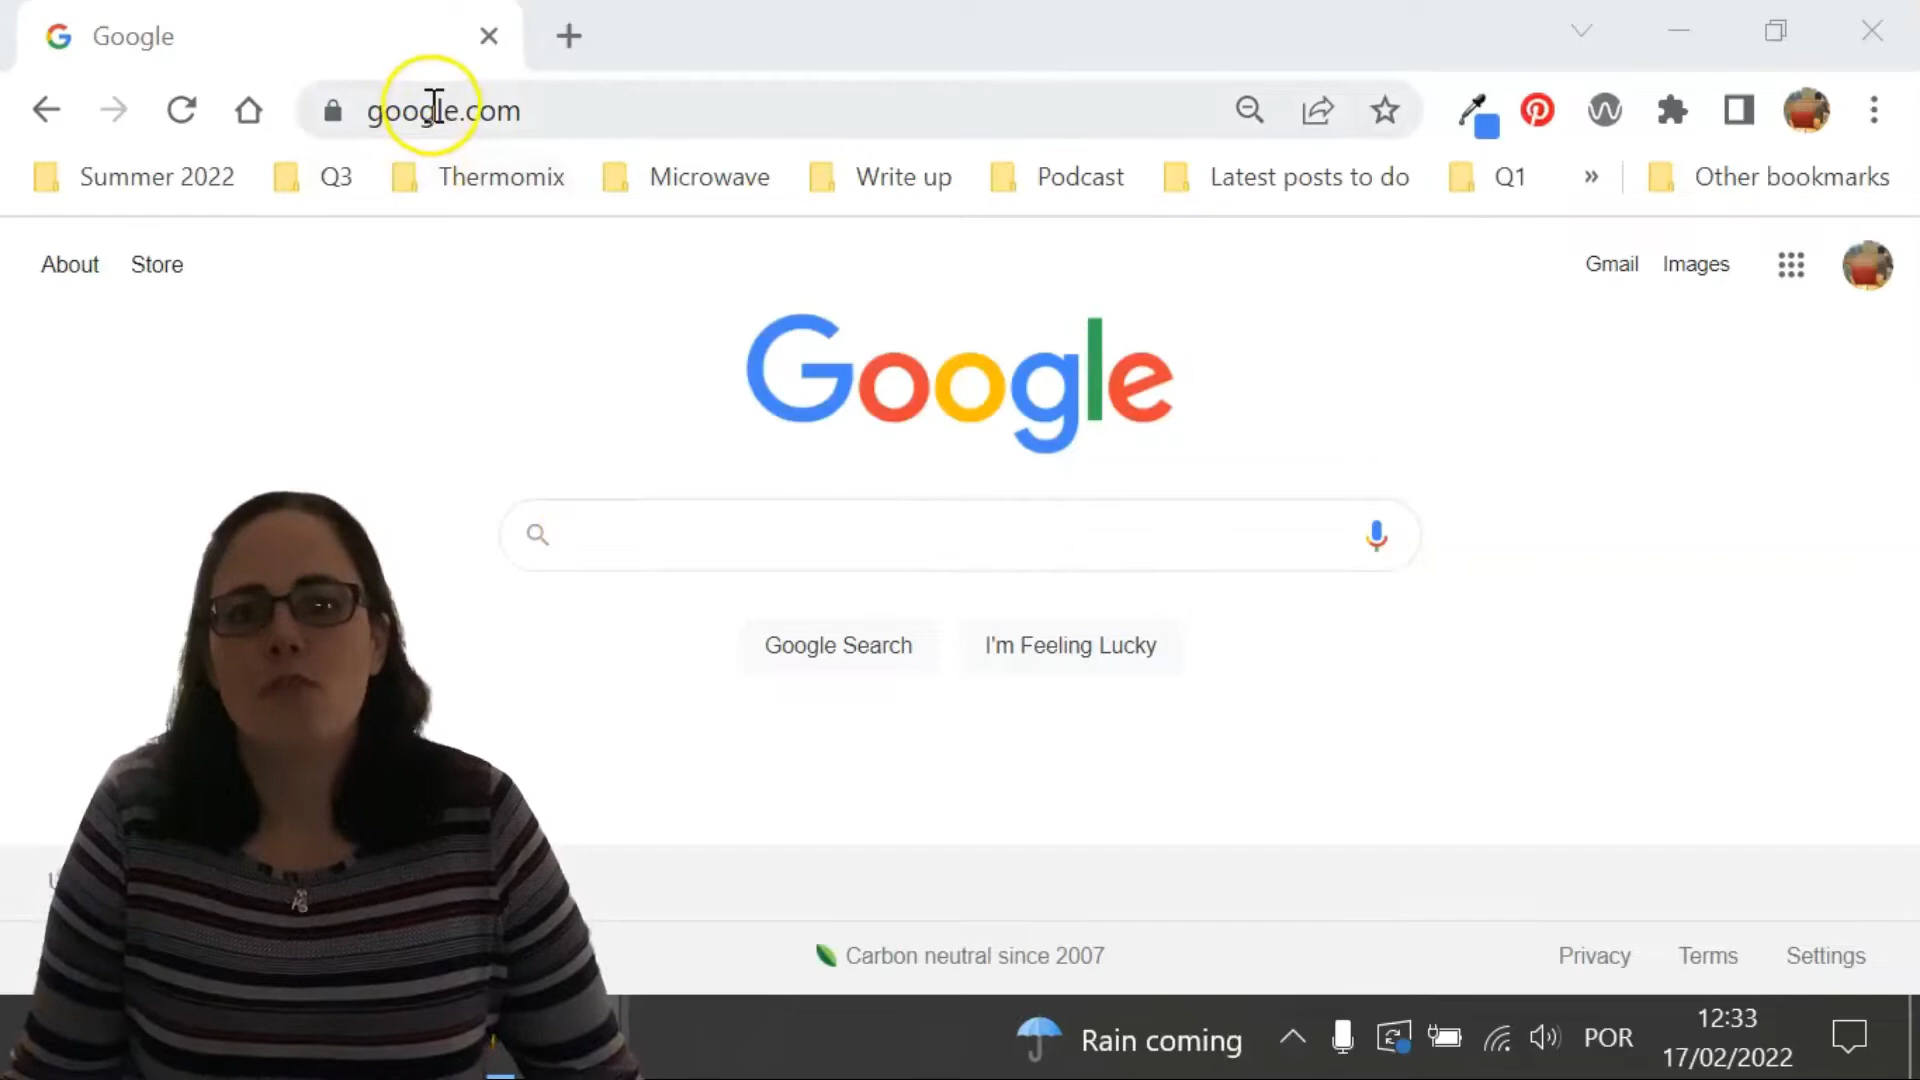 Google
google.com
Summer 2022 Q3 Thermomix Microwave Write up Podcast Latest posts to do Q1 » Other bookmarks
About Store Gmail Images
Google
Google Search I'm Feeling Lucky
Carbon neutral since 2007 Privacy Terms Settings
Rain coming POR 12:33
17/02/2022